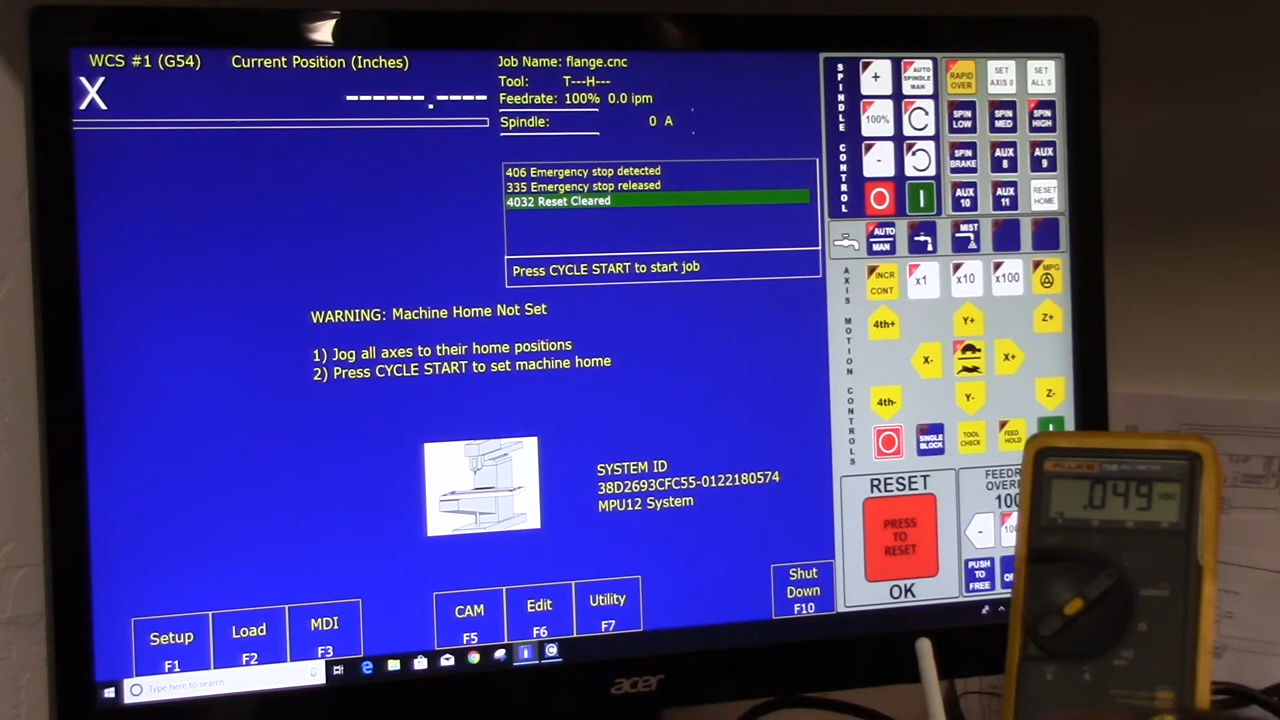 WCS #1 (G54) Current Position (Inches)
X ------.----
Job Name: flange.cnc
Tool: T---H---
Feedrate: 100% 0.0 ipm
Spindle: 0 A
406 Emergency stop detected
335 Emergency stop released
4032 Reset Cleared
Press CYCLE START to start job
WARNING: Machine Home Not Set
1) Jog all axes to their home positions
2) Press CYCLE START to set machine home
SYSTEM ID
38D2693CFC55-0122180574
MPU12 System
Setup
F1
Load
F2
MDI
F3
CAM
F5
Edit
F6
Utility
F7
Shut
Down
F10
Type here to search
acer
SPINDLE CONTROL
+
AUTO
SPINDLE
MAN
100%
-
RAPID
OVER
SET
AXIS 0
SET
ALL 0
SPIN
LOW
SPIN
MED
SPIN
HIGH
SPIN
BRAKE
AUX
8
AUX
9
AUX
10
AUX
11
RESET
HOME
AUTO
MAN
MIST
AXIS MOTION CONTROLS
INCR
CONT
x1
x10
x100
MPG
4th+
Y+
Z+
X-
X+
4th-
Y-
Z-
SINGLE
BLOCK
TOOL
CHECK
FEED
HOLD
RESET
PRESS
TO
RESET
OK
FEEDR
OVER
100
-
PUSH
TO
FREE
FLUKE
.049